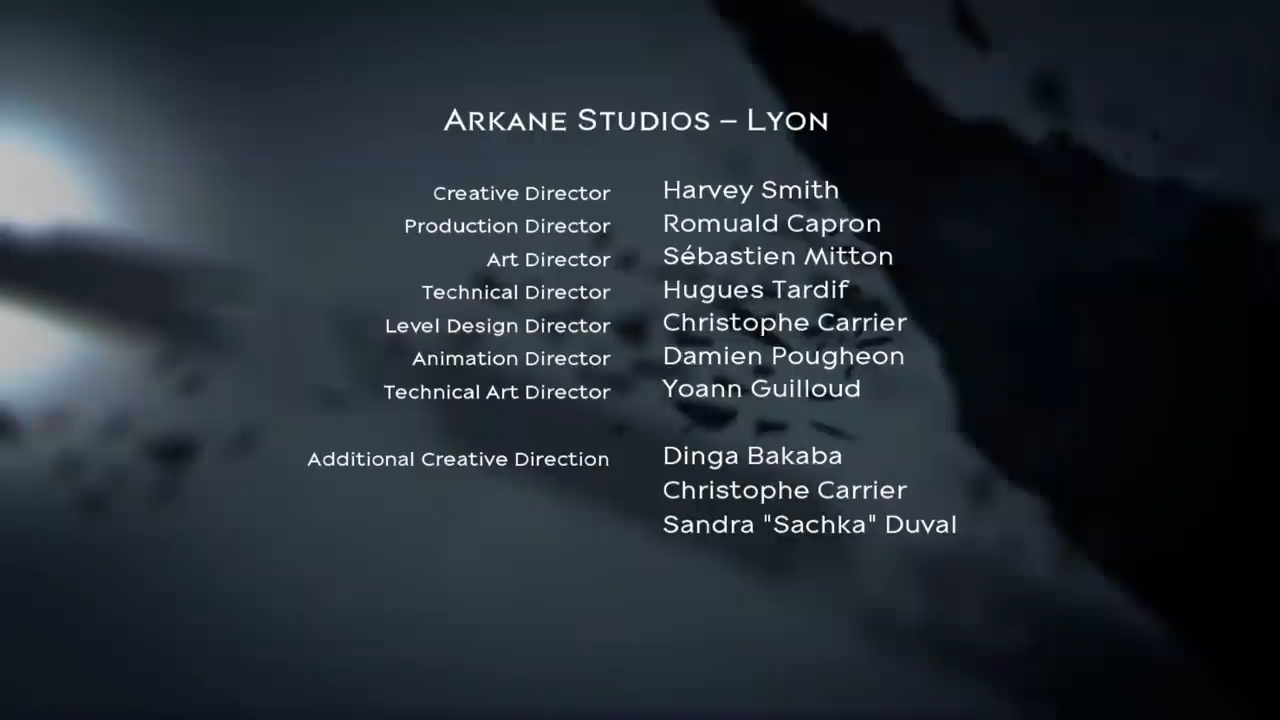 Arkane Studios – Lyon
Creative Director Harvey Smith
Production Director Romuald Capron
Art Director Sébastien Mitton
Technical Director Hugues Tardif
Level Design Director Christophe Carrier
Animation Director Damien Pougheon
Technical Art Director Yoann Guilloud
Additional Creative Direction Dinga Bakaba
Christophe Carrier
Sandra "Sachka" Duval